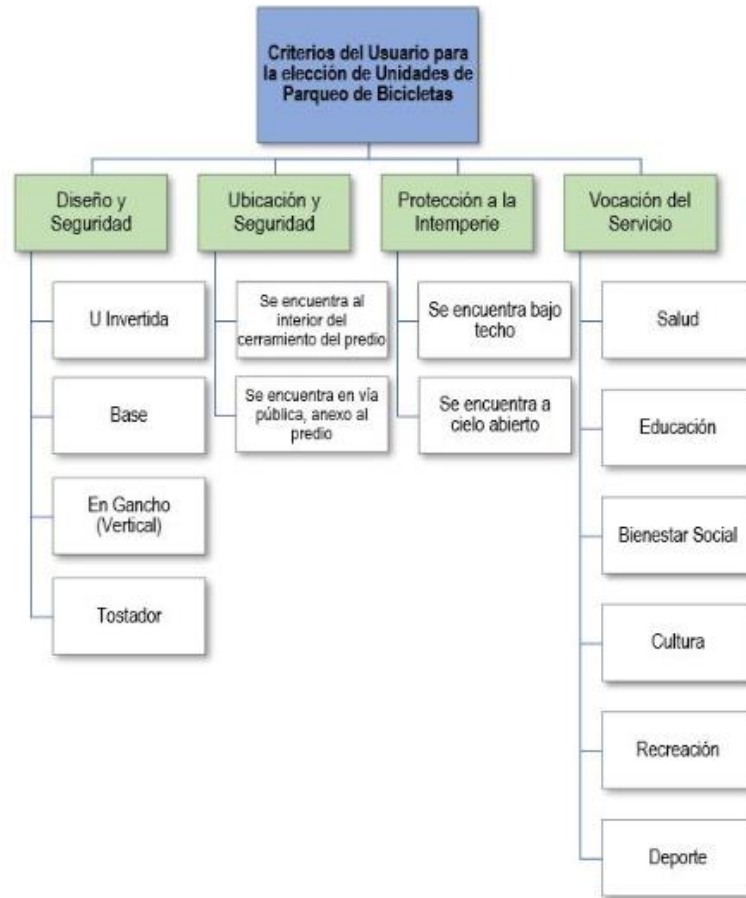 Criterios del Usuario para
la elección de Unidades de
Parqueo de Bicicletas
Diseño y
Seguridad
U Invertida
Base
En Gancho
(Vertical)
Tostador
Ubicación y
Seguridad
Se encuentra al
interior del
cerramiento del predio
Se encuentra en vía
pública, anexo al
predio
Protección a la
Intemperie
Se encuentra bajo
techo
Se encuentra a
cielo abierto
Vocación del
Servicio
Salud
Educación
Bienestar Social
Cultura
Recreación
Deporte